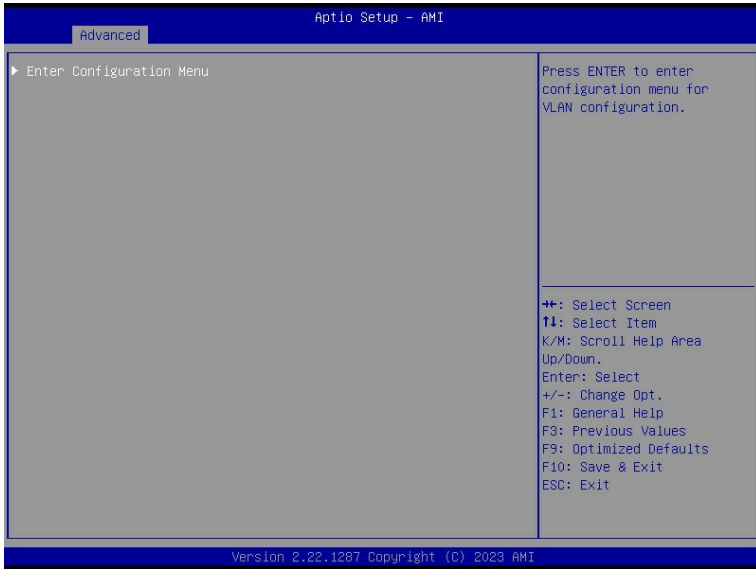 Aptio Setup – AMI
Advanced
▶ Enter Configuration Menu
Press ENTER to enter
configuration menu for
VLAN configuration.
→←: Select Screen
↑↓: Select Item
K/M: Scroll Help Area
Up/Down.
Enter: Select
+/-: Change Opt.
F1: General Help
F3: Previous Values
F9: Optimized Defaults
F10: Save & Exit
ESC: Exit
Version 2.22.1287 Copyright (C) 2023 AMI